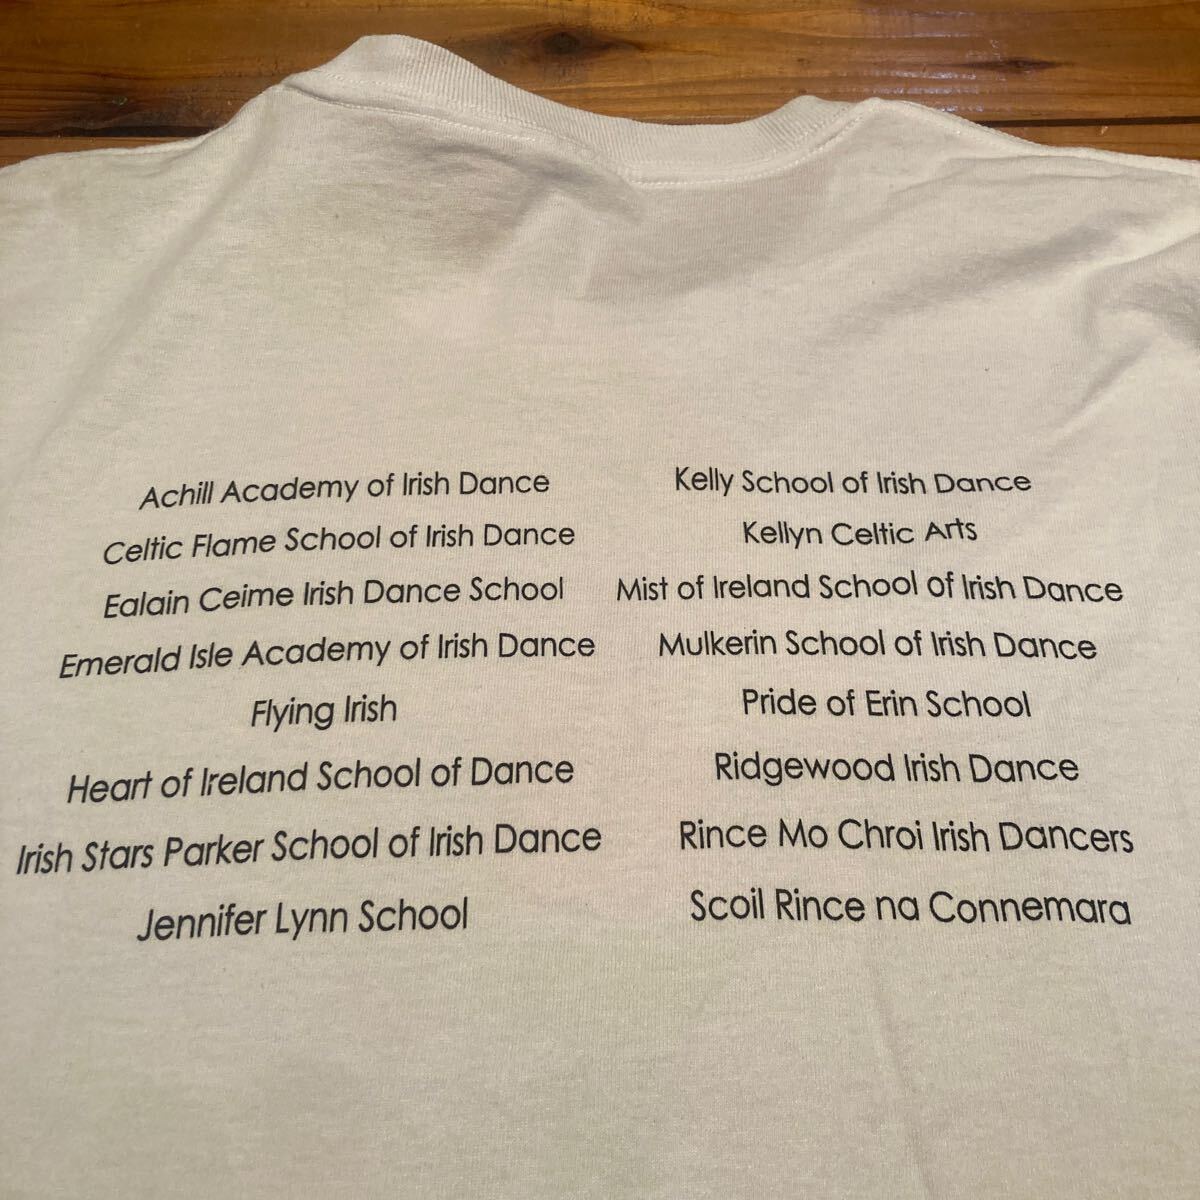 Achill Academy of Irish Dance
Celtic Flame School of Irish Dance
Ealain Ceime Irish Dance School
Emerald Isle Academy of Irish Dance
Flying Irish
Heart of Ireland School of Dance
Irish Stars Parker School of Irish Dance
Jennifer Lynn School
Kelly School of Irish Dance
Kellyn Celtic Arts
Mist of Ireland School of Irish Dance
Mulkerin School of Irish Dance
Pride of Erin School
Ridgewood Irish Dance
Rince Mo Chroi Irish Dancers
Scoil Rince na Connemara